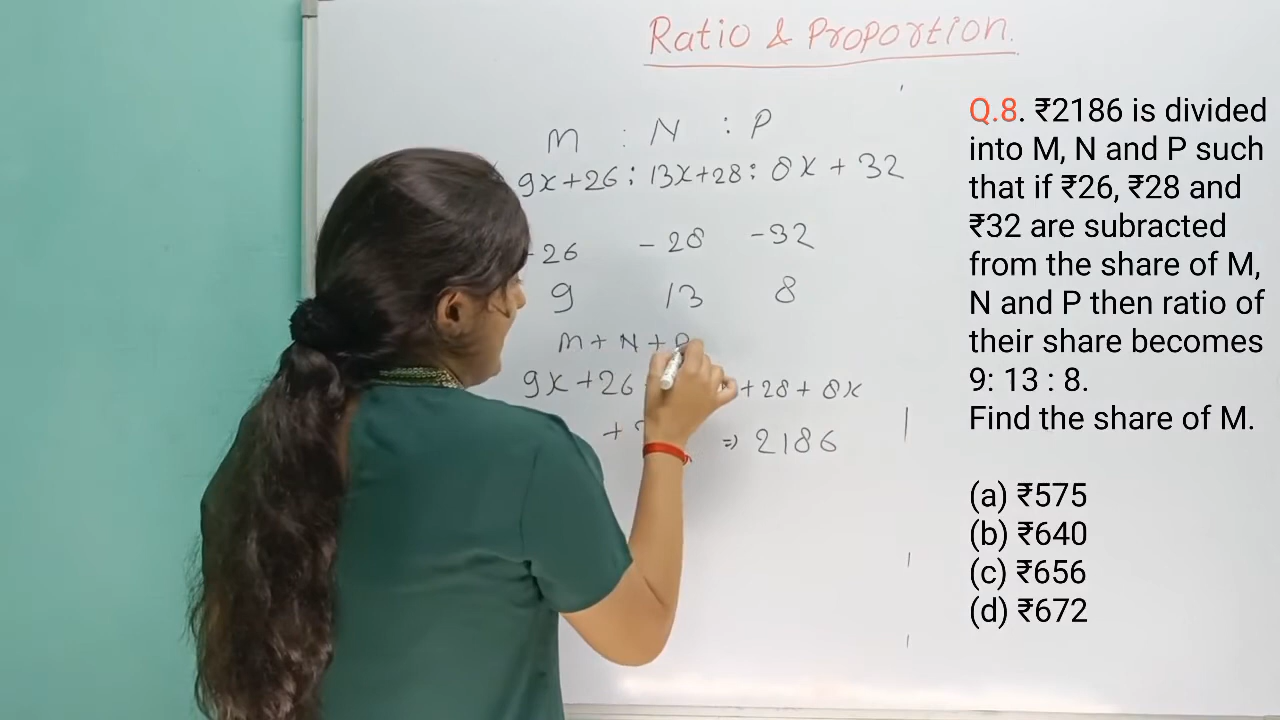 Ratio & Proportion.
M : N : P
9x+26 : 13x+28 : 8x + 32
-26 -28 -32
9 13 8
M + N + P
9x+26 +28 + 8x
+ => 2186
Q.8. ₹2186 is divided
into M, N and P such
that if ₹26, ₹28 and
₹32 are subracted
from the share of M,
N and P then ratio of
their share becomes
9: 13 : 8.
Find the share of M.
(a) ₹575
(b) ₹640
(c) ₹656
(d) ₹672